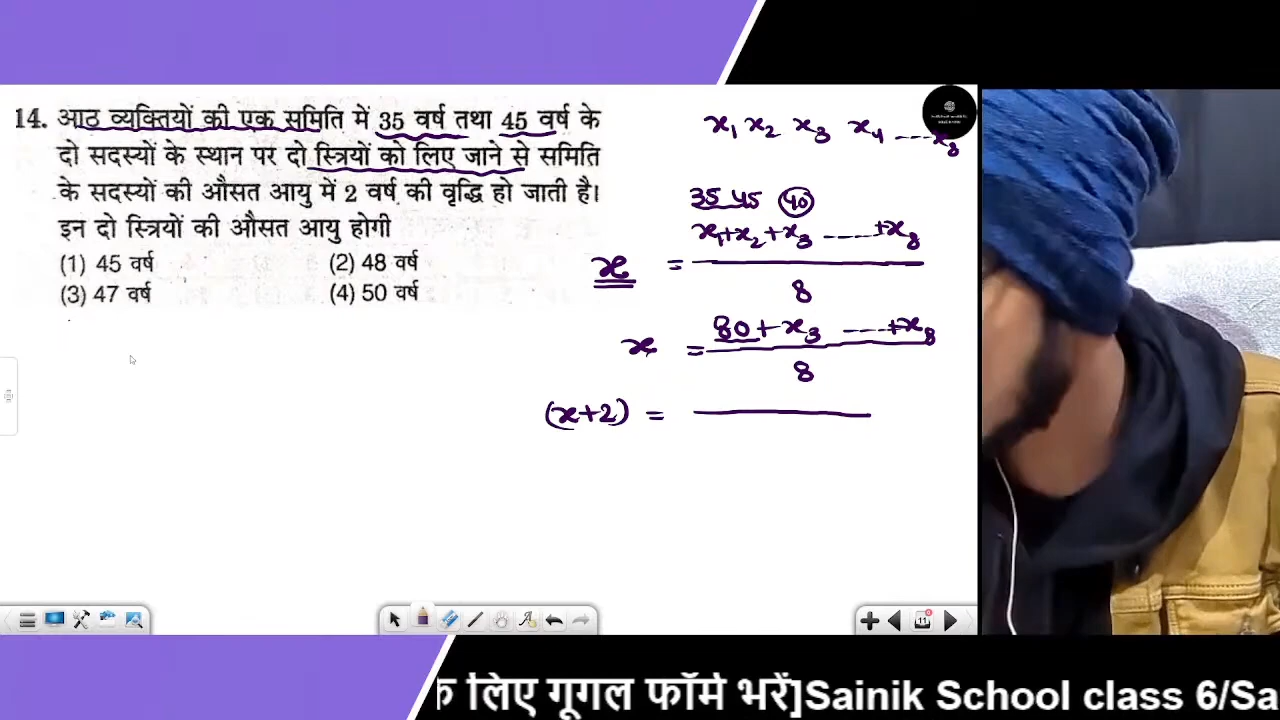 14. आठ व्यक्तियों की एक समिति में 35 वर्ष तथा 45 वर्ष के
दो सदस्यों के स्थान पर दो स्त्रियों को लिए जाने से समिति
के सदस्यों की औसत आयु में 2 वर्ष की वृद्धि हो जाती है।
इन दो स्त्रियों की औसत आयु होगी
(1) 45 वर्ष (2) 48 वर्ष
(3) 47 वर्ष (4) 50 वर्ष
x₁ x₂ x₃ x₄ ----x₈
35 45 40
x₁+x₂+x₃ ------+x₈
x = 
8
80+x₃ ----+x₈
x =
8
(x+2) =
11
के लिए गूगल फॉर्म भरें]Sainik School class 6/Sa